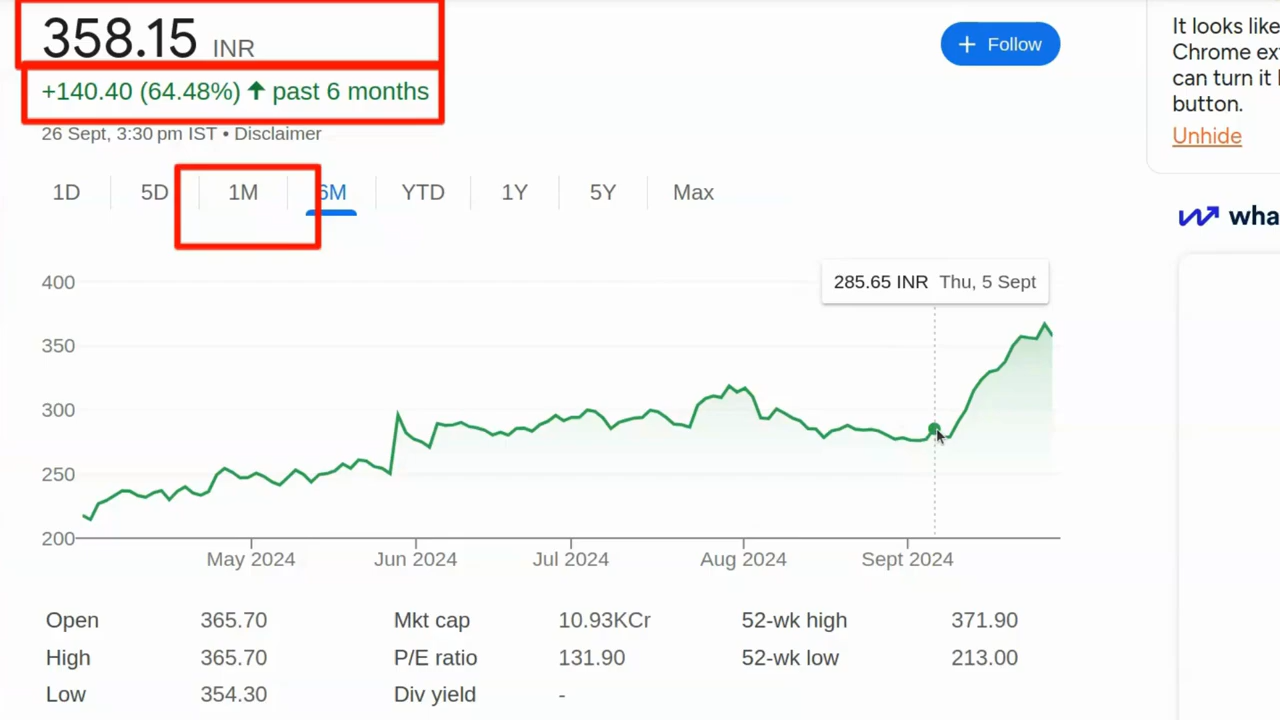 358.15 INR
+140.40 (64.48%) ↑ past 6 months
26 Sept, 3:30 pm IST • Disclaimer
+ Follow
1D 5D 1M 6M YTD 1Y 5Y Max
285.65 INR Thu, 5 Sept
400
350
300
250
200
May 2024 Jun 2024 Jul 2024 Aug 2024 Sept 2024
Open 365.70 Mkt cap 10.93KCr 52-wk high 371.90
High 365.70 P/E ratio 131.90 52-wk low 213.00
Low 354.30 Div yield -
It looks like
Chrome ex
can turn it
button.
Unhide
wha